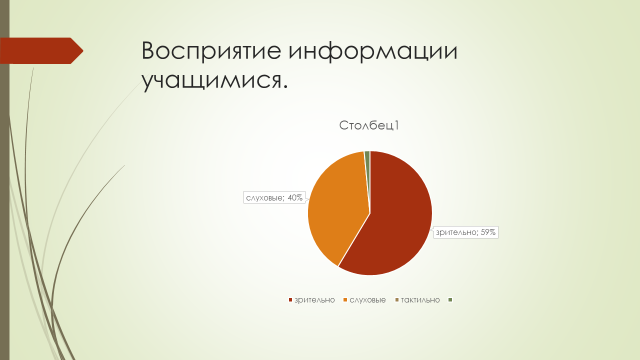 Восприятие информации
учащимися.
Столбец1
слуховые; 40%
зрительно; 59%
зрительно слуховые тактильно